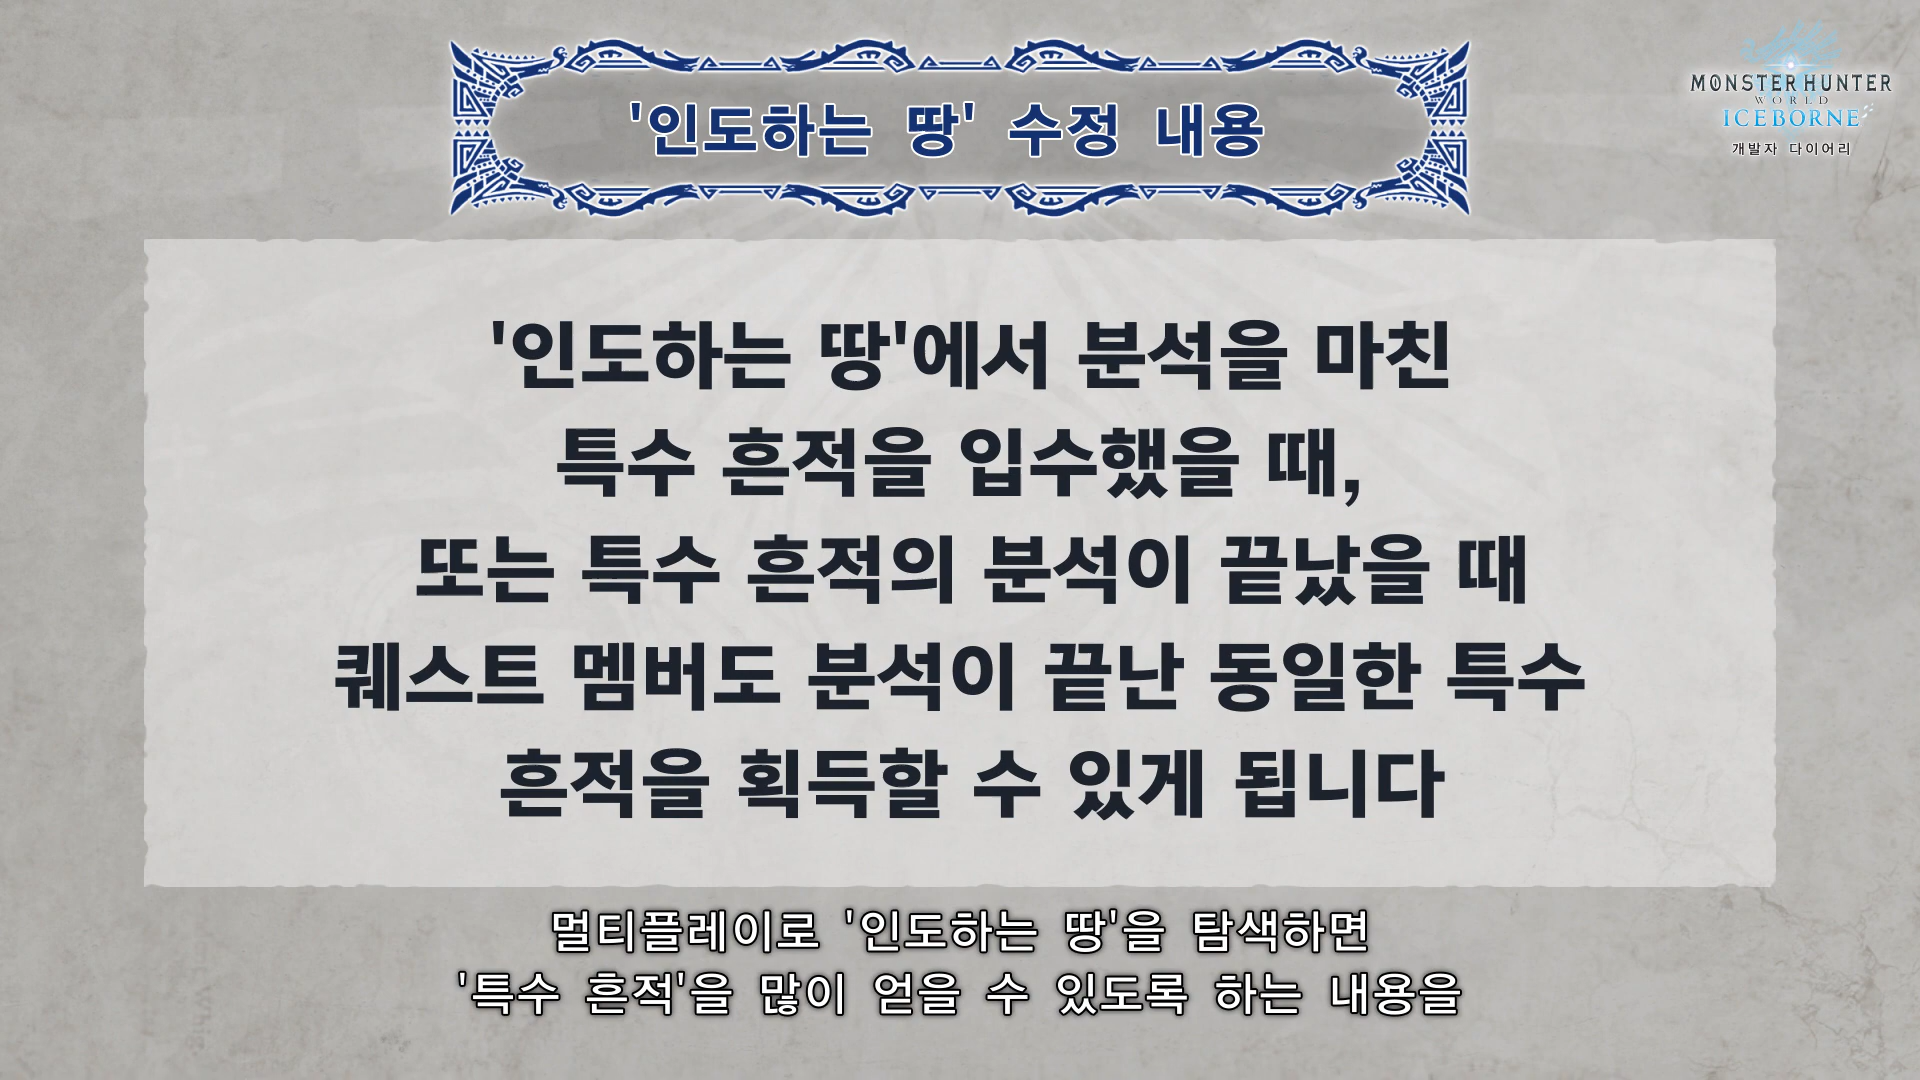 '인도하는 땅' 수정 내용
MONSTER HUNTER
WORLD
ICEBORNE
개발자 다이어리
'인도하는 땅'에서 분석을 마친
특수 흔적을 입수했을 때,
또는 특수 흔적의 분석이 끝났을 때
퀘스트 멤버도 분석이 끝난 동일한 특수
흔적을 획득할 수 있게 됩니다
멀티플레이로 '인도하는 땅'을 탐색하면
'특수 흔적'을 많이 얻을 수 있도록 하는 내용을